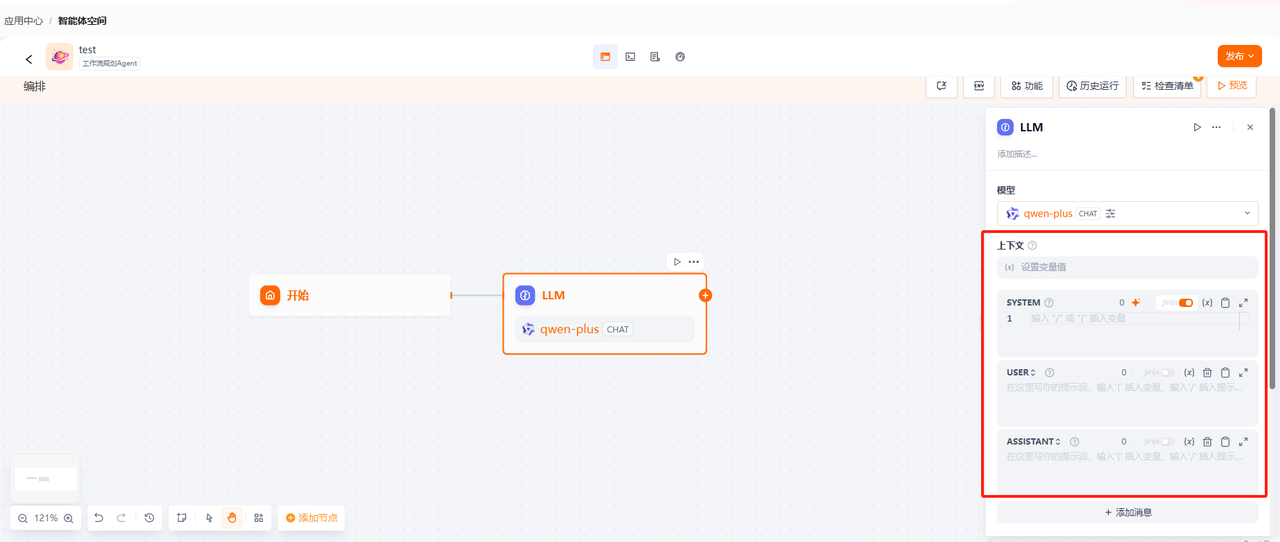 应用中心 / 智能体空间
test
工作流规划Agent
发布
编排
ENV
功能
历史运行
检查清单
预览
LLM
添加描述...
模型
qwen-plus CHAT
上下文
(x) 设置变量值
SYSTEM 0 Jinja (x)
1 输入 "/" 或 "{" 插入变量
USER 0 Jinja (x)
在这里写你的提示词，输入'{' 插入变量、输入'/' 插入提示...
ASSISTANT 0 Jinja (x)
在这里写你的提示词，输入'{' 插入变量、输入'/' 插入提示...
+ 添加消息
开始
LLM
qwen-plus CHAT
121%
添加节点